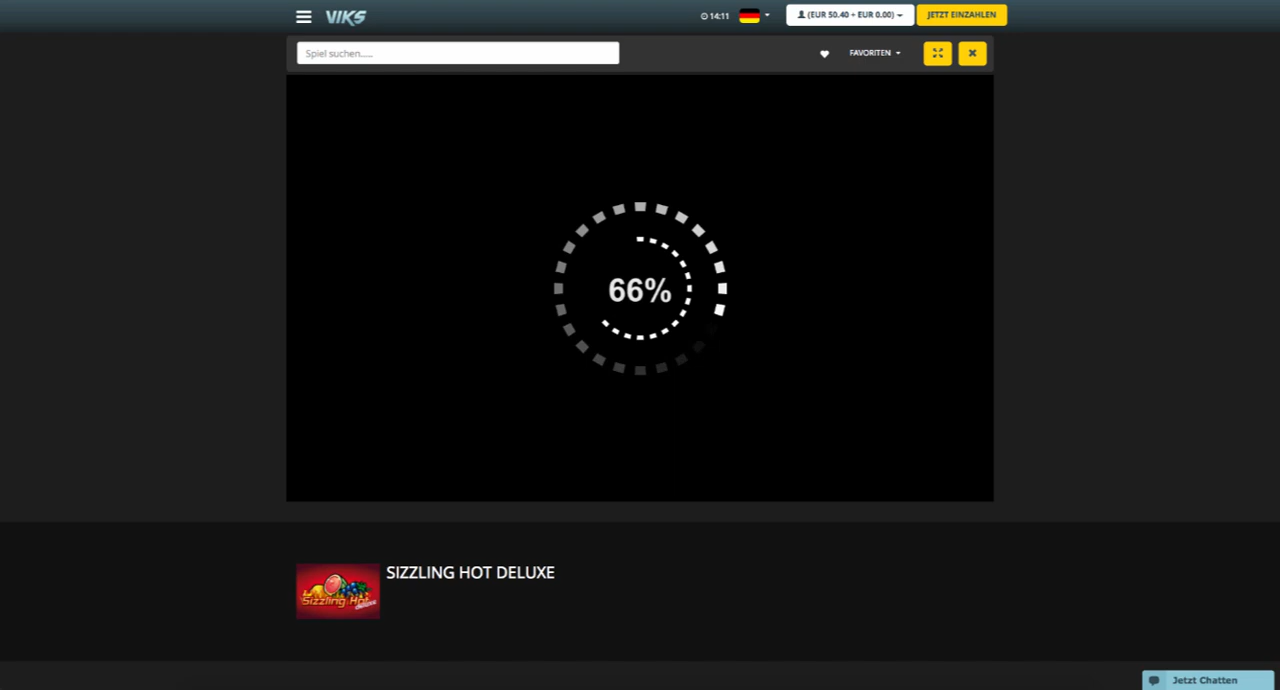 VIKS
14:11
(EUR 50.40 + EUR 0.00)
JETZT EINZAHLEN
Spiel suchen.....
FAVORITEN
66%
SIZZLING HOT DELUXE
Sizzling Hot
deluxe
Jetzt Chatten